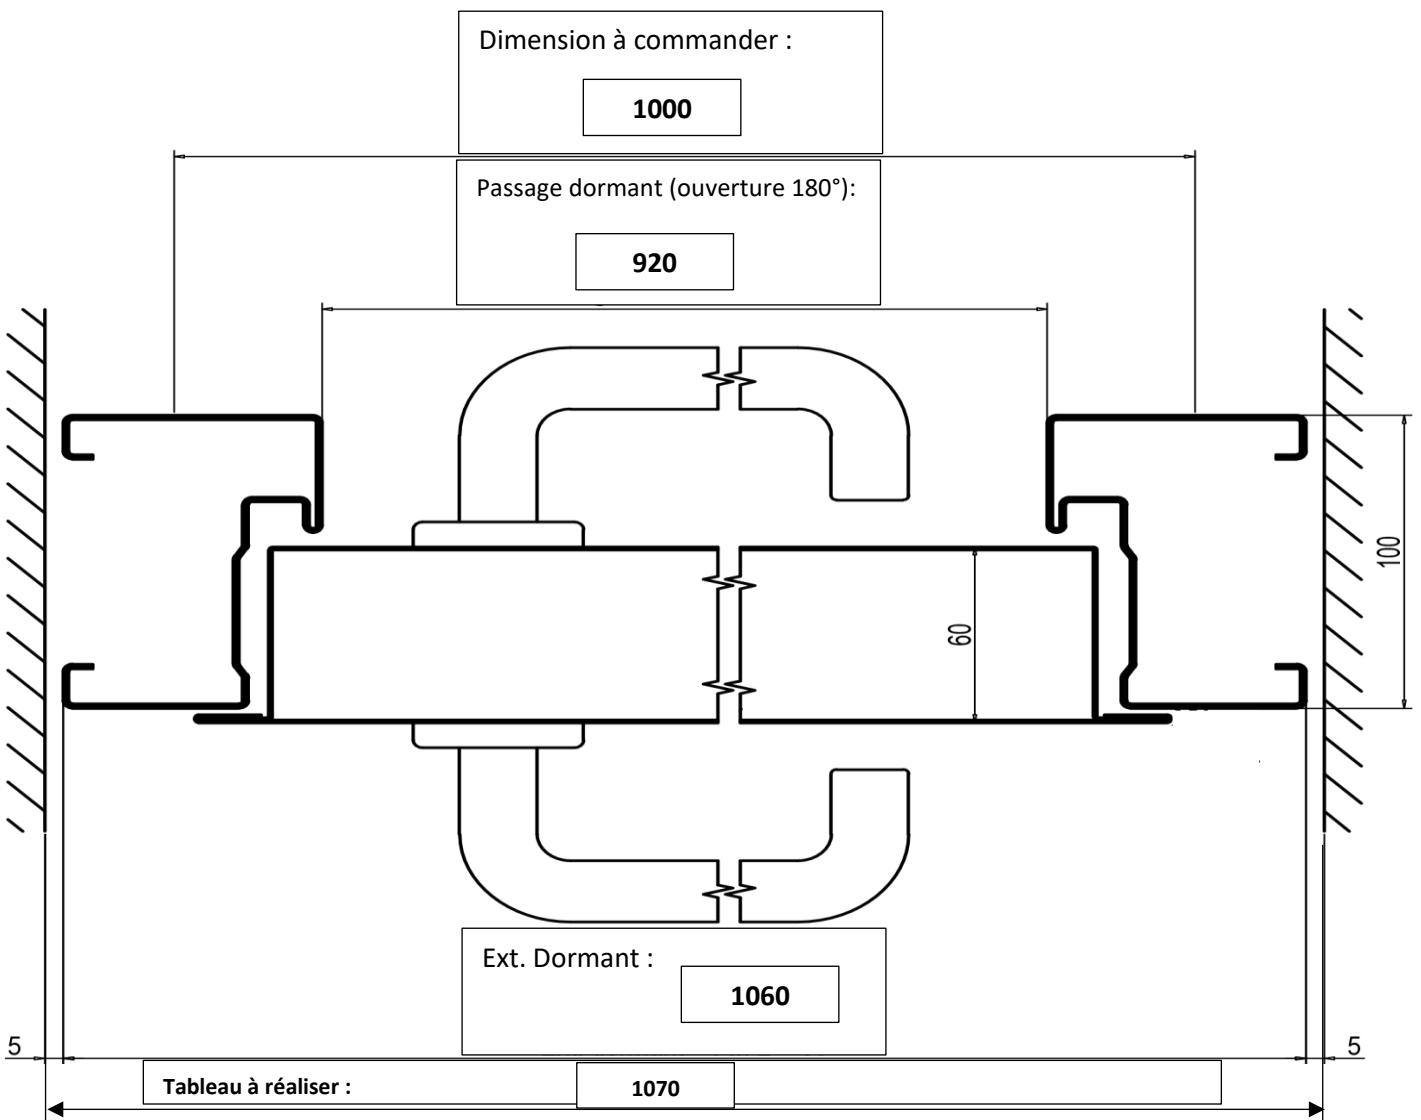 Dimension à commander :
1000
Passage dormant (ouverture 180°):
920
100
60
Ext. Dormant :
1060
5
5
Tableau à réaliser :
1070